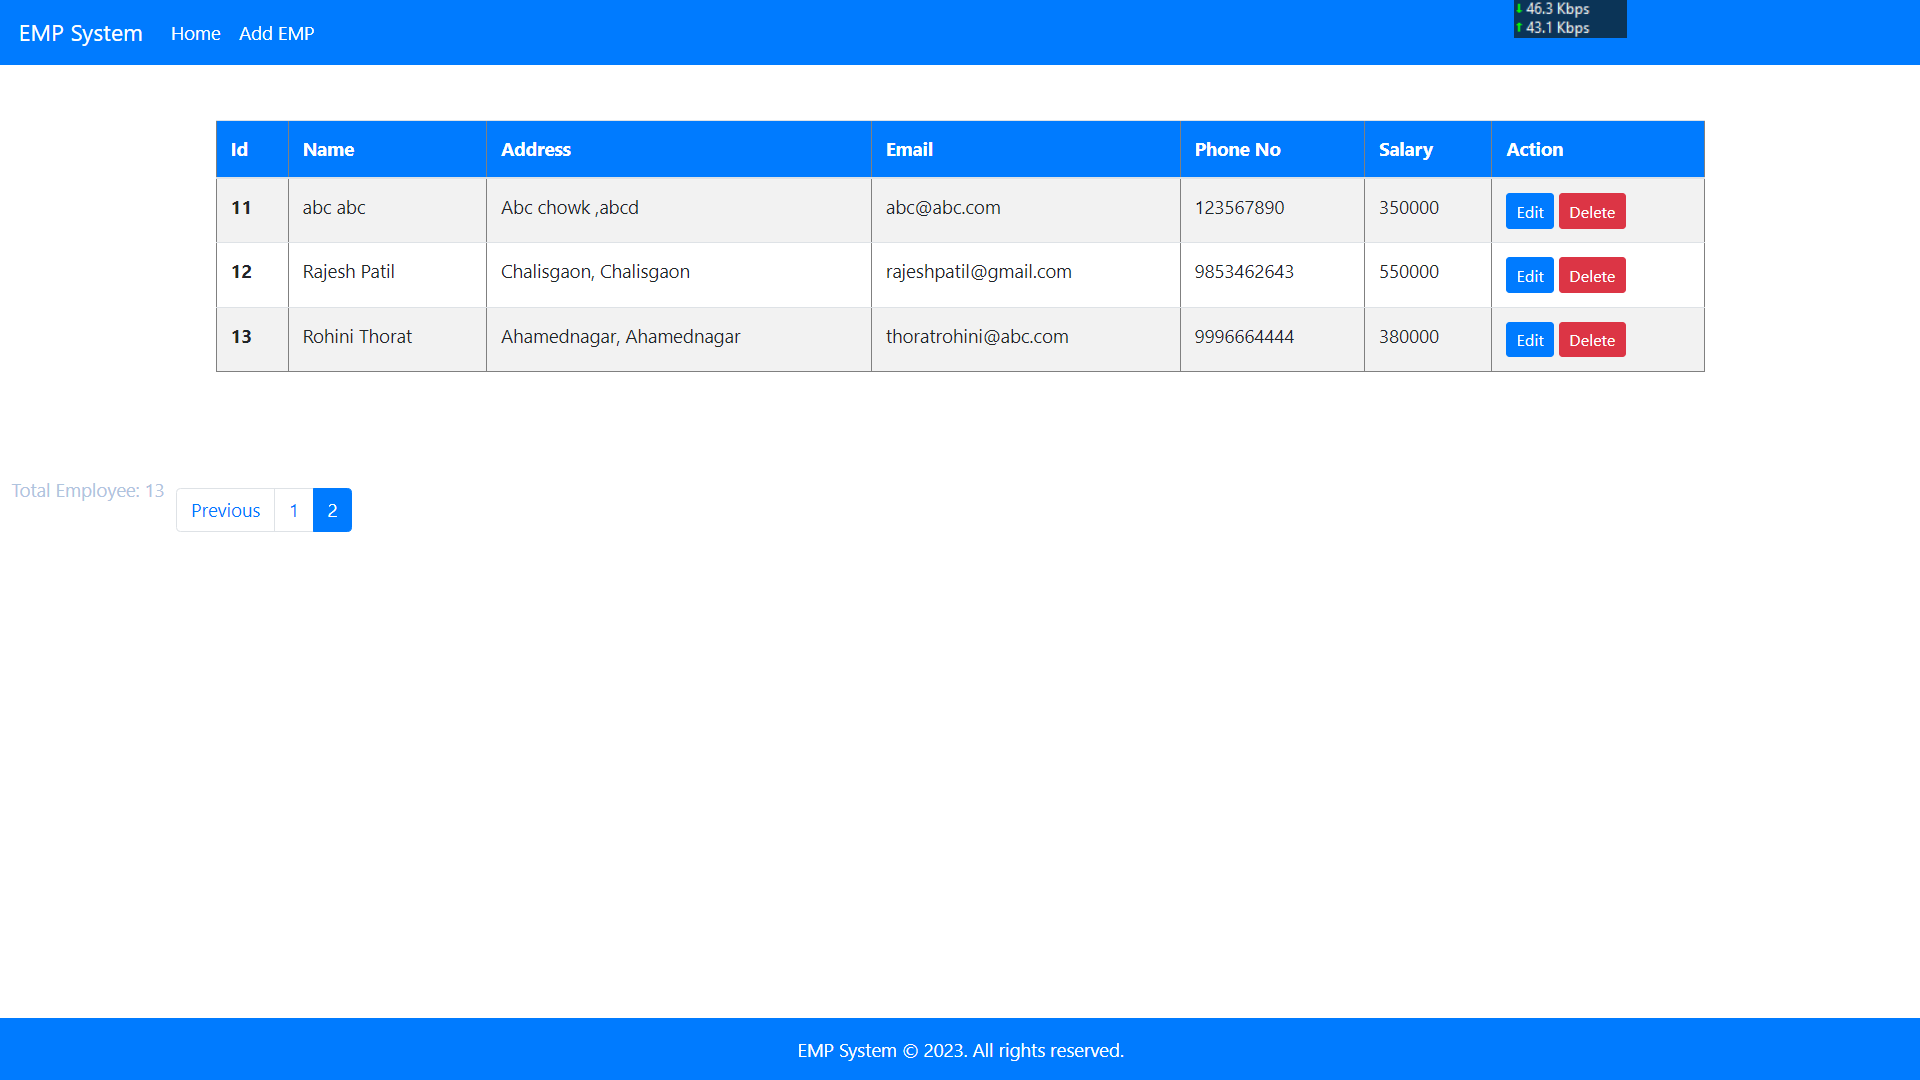 EMP System Home Add EMP
↓ 46.3 Kbps
↑ 43.1 Kbps
Id Name Address Email Phone No Salary Action
11 abc abc Abc chowk ,abcd abc@abc.com 123567890 350000 Edit Delete
12 Rajesh Patil Chalisgaon, Chalisgaon rajeshpatil@gmail.com 9853462643 550000 Edit Delete
13 Rohini Thorat Ahamednagar, Ahamednagar thoratrohini@abc.com 9996664444 380000 Edit Delete
Total Employee: 13 Previous 1 2
EMP System © 2023. All rights reserved.